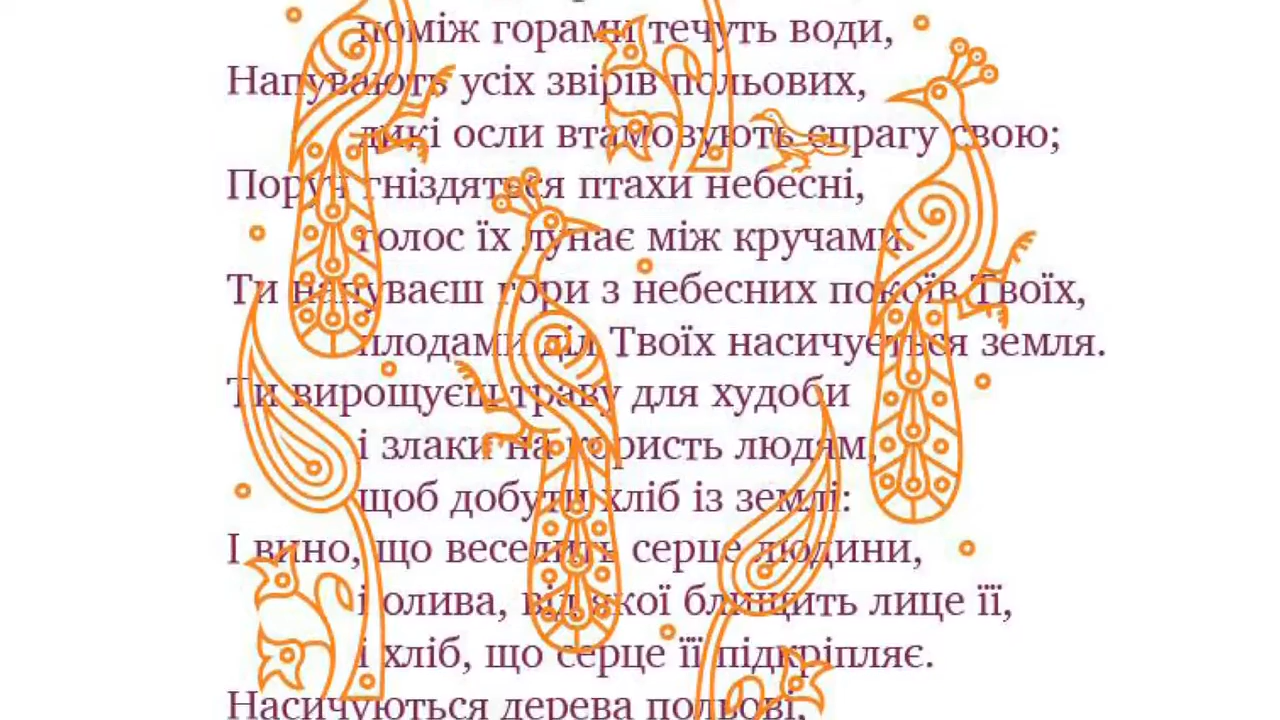 поміж горами течуть води,
Напувають усіх звірів польових,
дикі осли втамовують спрагу свою;
Поруч гніздяться птахи небесні,
голос їх лунає між кручами.
Ти напуваєш гори з небесних покоїв Твоїх,
плодами діл Твоїх насичується земля.
Ти вирощуєш траву для худоби
і злаки на користь людям,
щоб добути хліб із землі:
І вино, що веселить серце людини,
і олива, від якої блищить лице її,
і хліб, що серце її підкріпляє.
Насичуються дерева польові,